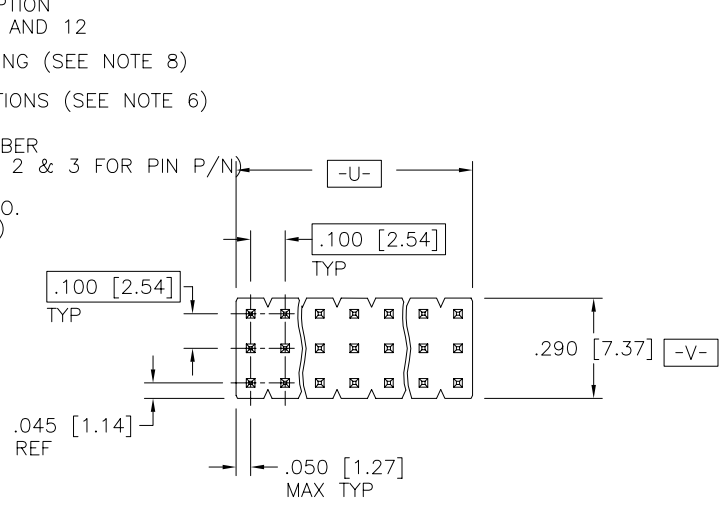 PTION
AND 12
NG (SEE NOTE 8)
TIONS (SEE NOTE 6)
BER
2 & 3 FOR PIN P/N)
O.
)
-U-
.100 [2.54]
TYP
.100 [2.54]
TYP
.290 [7.37]
-V-
.045 [1.14]
REF
.050 [1.27]
MAX TYP